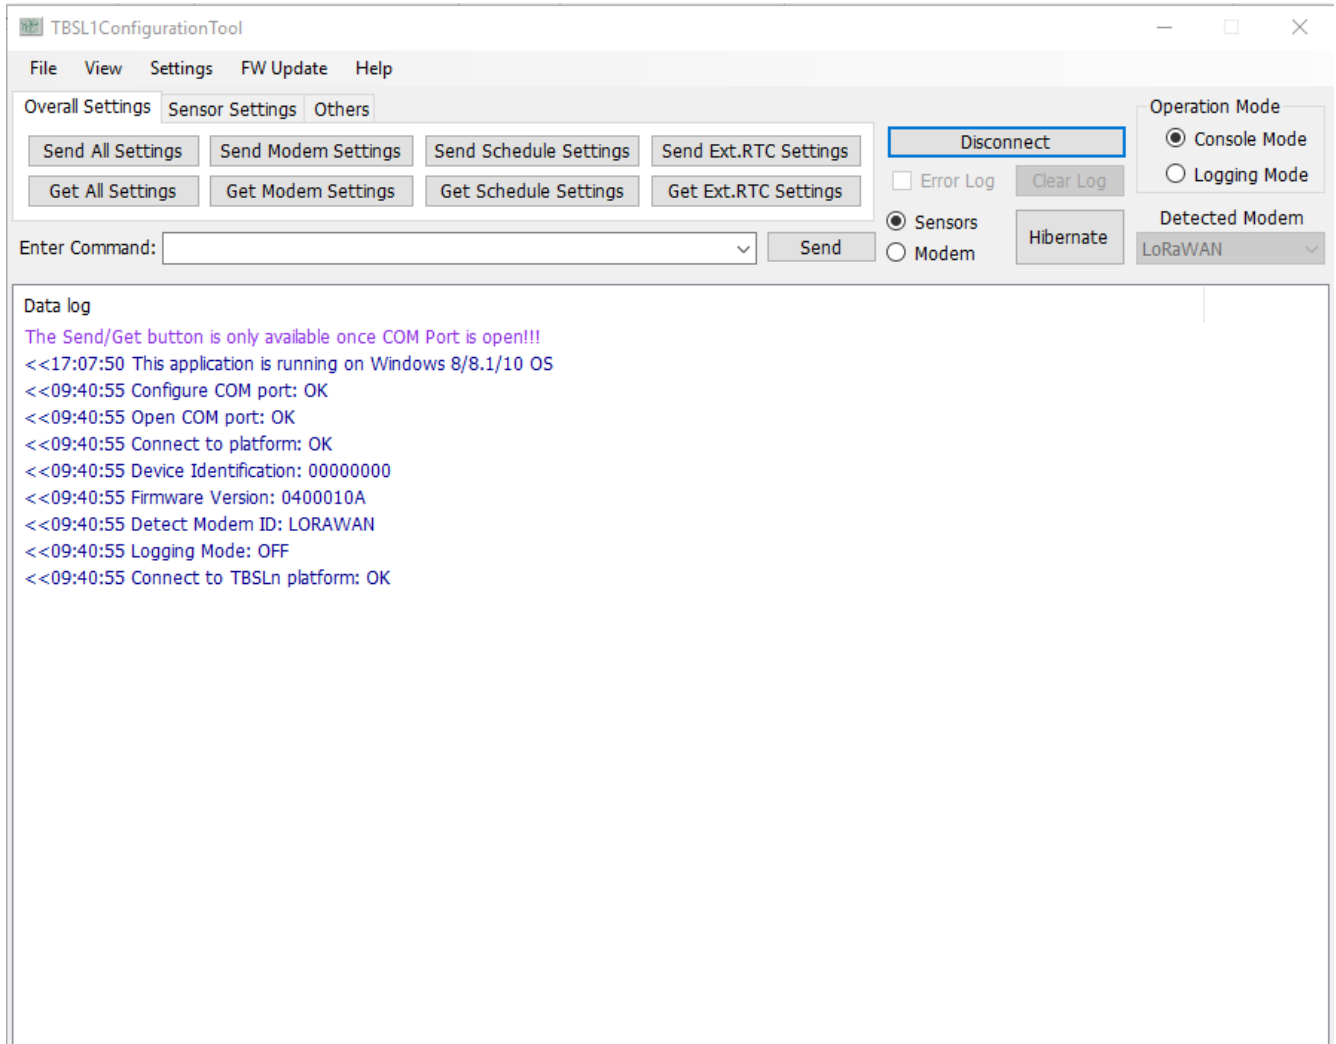 TBSL1ConfigurationTool
File View Settings FW Update Help
Overall Settings Sensor Settings Others
Operation Mode
Send All Settings Send Modem Settings Send Schedule Settings Send Ext.RTC Settings
Disconnect
Console Mode
Get All Settings Get Modem Settings Get Schedule Settings Get Ext.RTC Settings
Error Log Clear Log
Logging Mode
Enter Command: Send
Sensors
Modem
Hibernate
Detected Modem
LoRaWAN
Data log
The Send/Get button is only available once COM Port is open!!!
<<17:07:50 This application is running on Windows 8/8.1/10 OS
<<09:40:55 Configure COM port: OK
<<09:40:55 Open COM port: OK
<<09:40:55 Connect to platform: OK
<<09:40:55 Device Identification: 00000000
<<09:40:55 Firmware Version: 0400010A
<<09:40:55 Detect Modem ID: LORAWAN
<<09:40:55 Logging Mode: OFF
<<09:40:55 Connect to TBSLn platform: OK